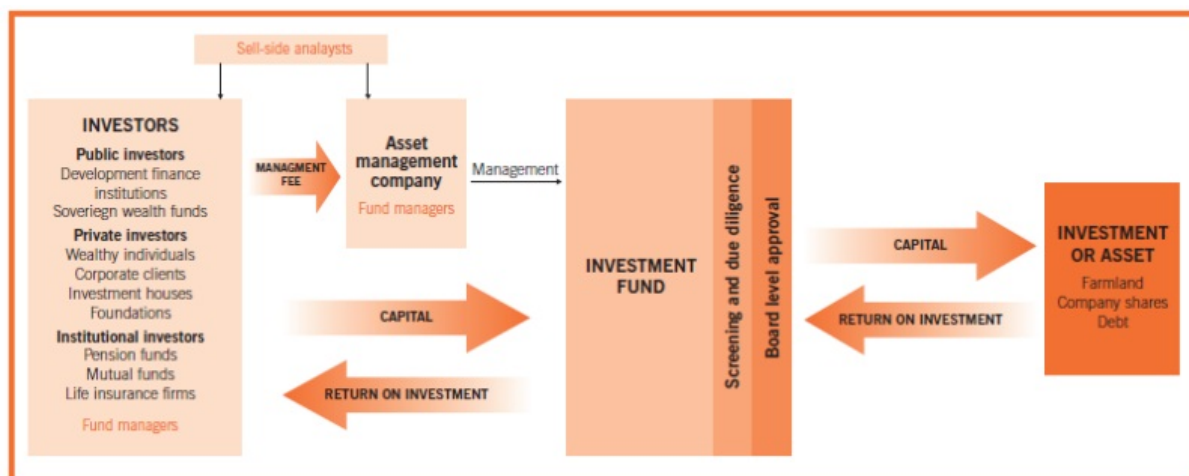 Sell-side analaysts
INVESTORS
Public investors
Development finance
institutions
Soveriegn wealth funds
Private investors
Wealthy individuals
Corporate clients
Investment houses
Foundations
Institutional investors
Pension funds
Mutual funds
Life insurance firms
Fund managers
MANAGMENT
FEE
Asset
management
company
Fund managers
Management
CAPITAL
RETURN ON INVESTMENT
INVESTMENT
FUND
Screening and due diligence
Board level approval
CAPITAL
RETURN ON INVESTMENT
INVESTMENT
OR ASSET
Farmland
Company shares
Debt